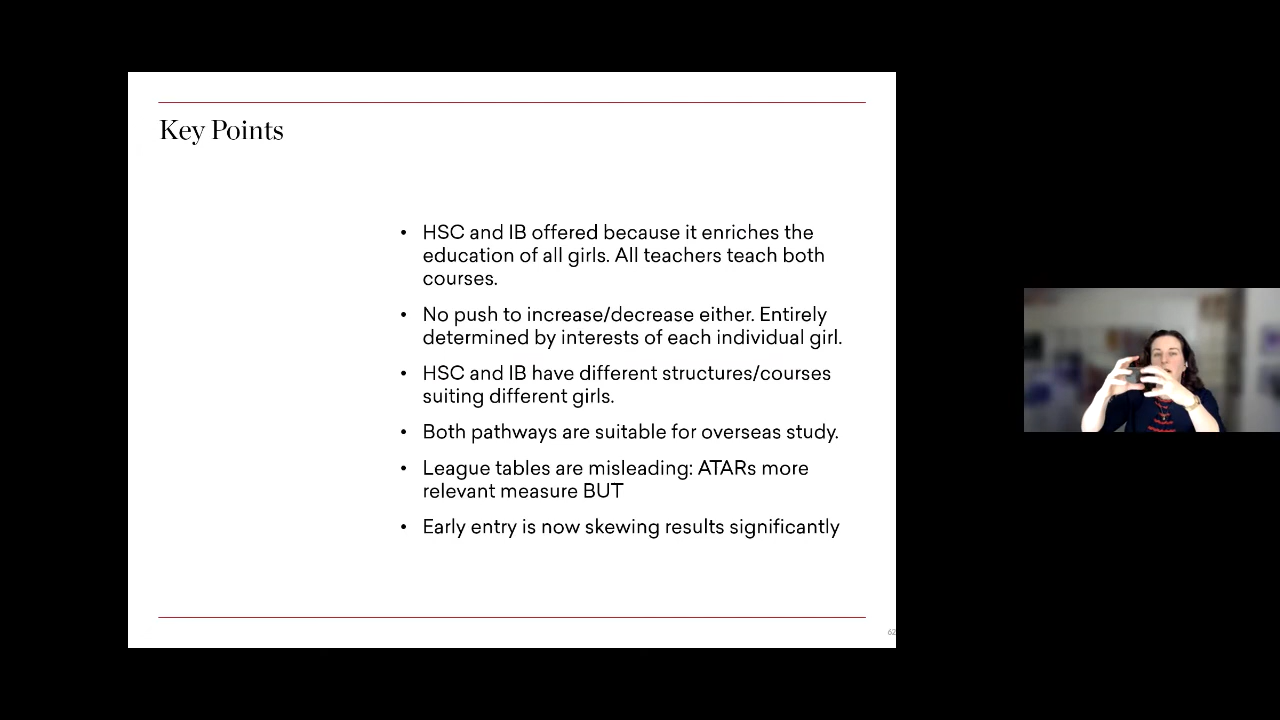 Key Points
• HSC and IB offered because it enriches the
education of all girls. All teachers teach both
courses.
• No push to increase/decrease either. Entirely
determined by interests of each individual girl.
• HSC and IB have different structures/courses
suiting different girls.
• Both pathways are suitable for overseas study.
• League tables are misleading: ATARs more
relevant measure BUT
• Early entry is now skewing results significantly
62